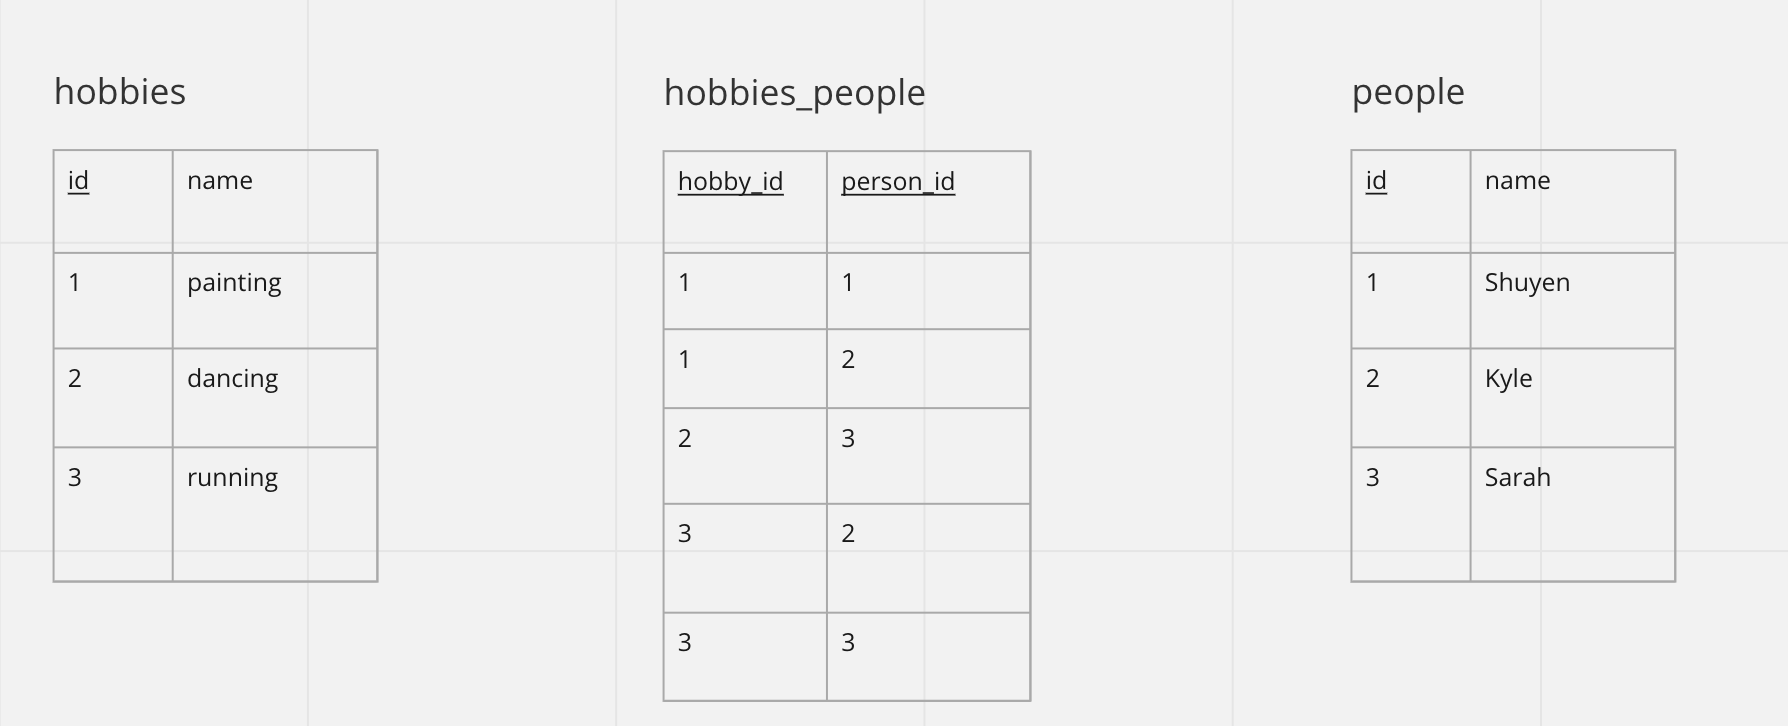 hobbies
id name
1 painting
2 dancing
3 running
hobbies_people
hobby_id person_id
1 1
1 2
2 3
3 2
3 3
people
id name
1 Shuyen
2 Kyle
3 Sarah